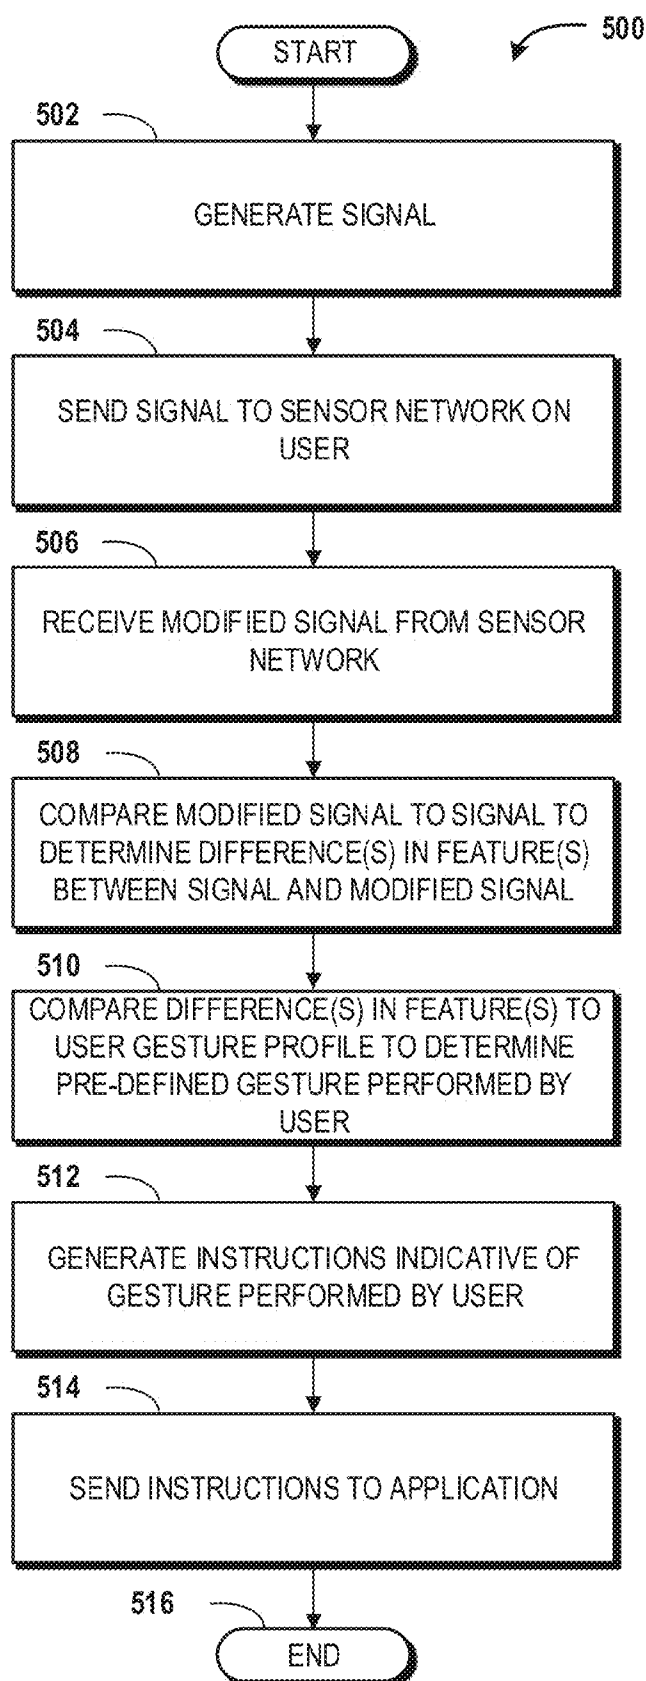 500
START
502
GENERATE SIGNAL
504
SEND SIGNAL TO SENSOR NETWORK ON
USER
506
RECEIVE MODIFIED SIGNAL FROM SENSOR
NETWORK
508
COMPARE MODIFIED SIGNAL TO SIGNAL TO
DETERMINE DIFFERENCE(S) IN FEATURE(S)
BETWEEN SIGNAL AND MODIFIED SIGNAL
510
COMPARE DIFFERENCE(S) IN FEATURE(S) TO
USER GESTURE PROFILE TO DETERMINE
PRE-DEFINED GESTURE PERFORMED BY
USER
512
GENERATE INSTRUCTIONS INDICATIVE OF
GESTURE PERFORMED BY USER
514
SEND INSTRUCTIONS TO APPLICATION
516
END